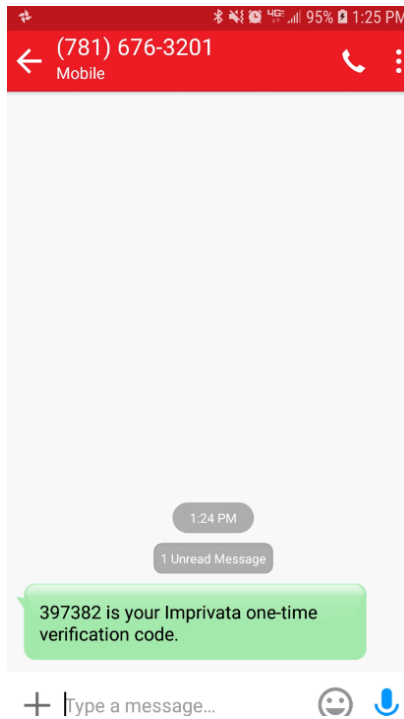 4GE 95% 1:25 PM
(781) 676-3201
Mobile
1:24 PM
1 Unread Message
397382 is your Imprivata one-time
verification code.
Type a message...